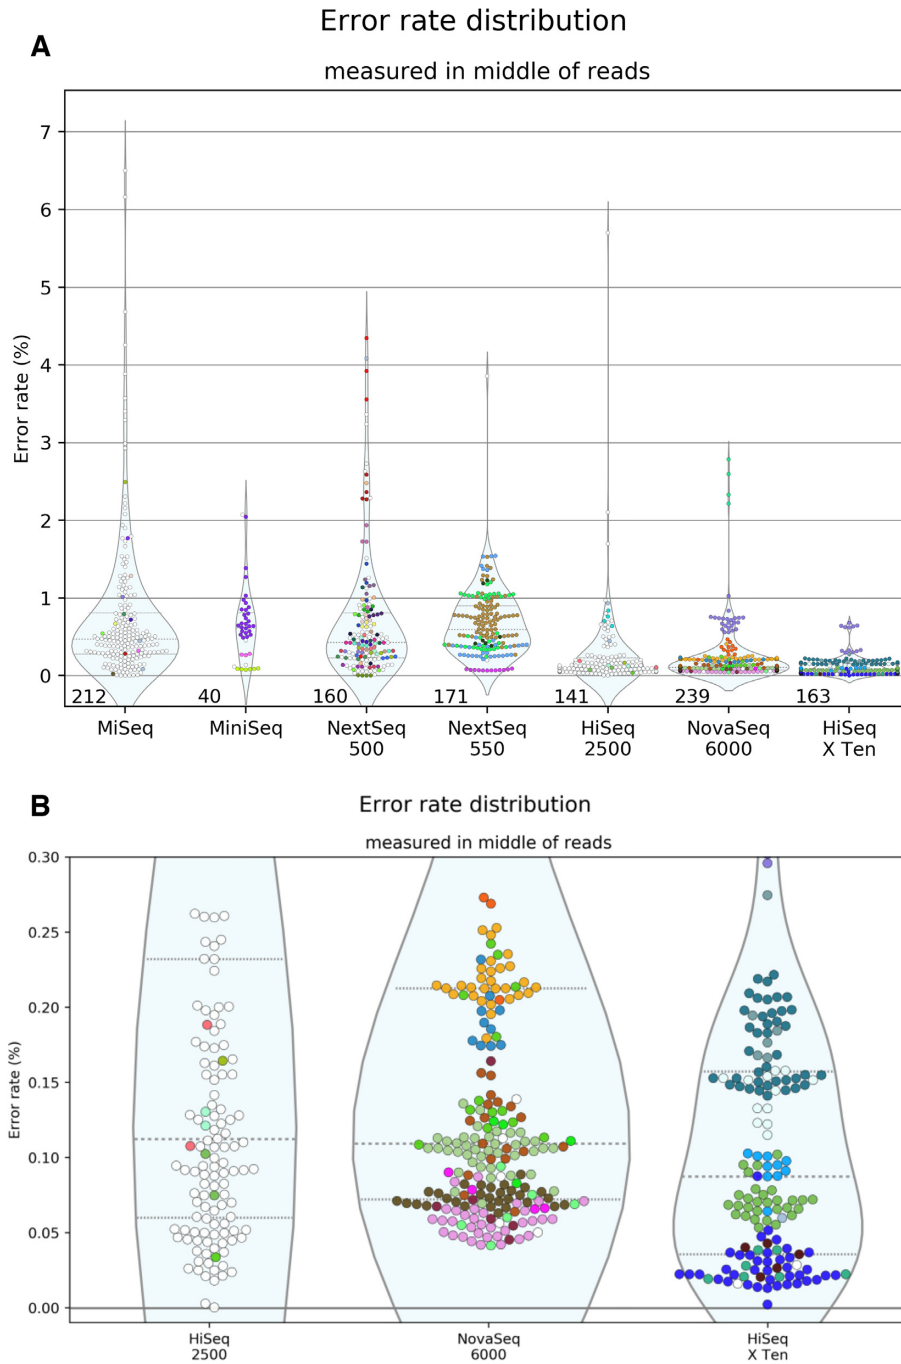 Error rate distribution
A
measured in middle of reads
7
6
5
4
3
2
1
0
Error rate (%)
212
40
160
171
141
239
163
MiSeq
MiniSeq
NextSeq
500
NextSeq
550
HiSeq
2500
NovaSeq
6000
HiSeq
X Ten
B
Error rate distribution
measured in middle of reads
0.30
0.25
0.20
0.15
0.10
0.05
0.00
Error rate (%)
HiSeq
2500
NovaSeq
6000
HiSeq
X Ten